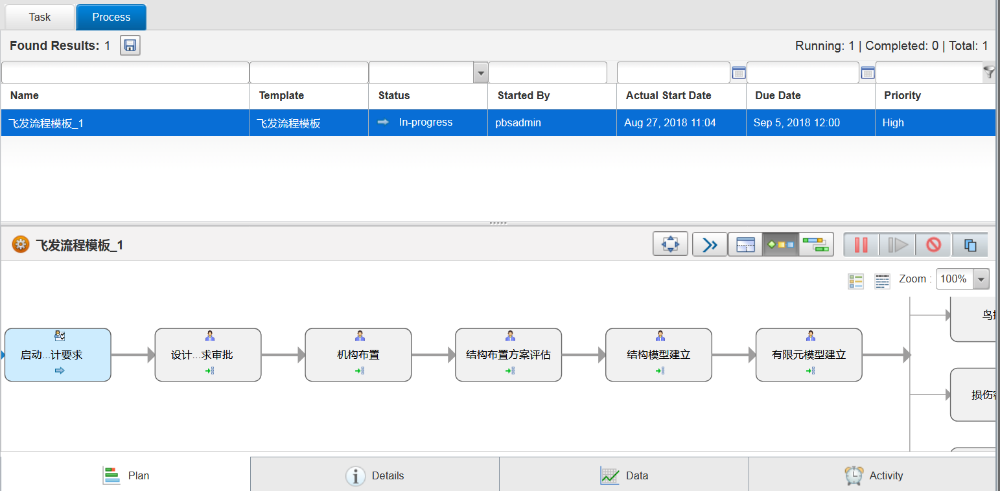 Task Process
Found Results: 1
Running: 1 | Completed: 0 | Total: 1
Name Template Status Started By Actual Start Date Due Date Priority
飞发流程模板_1 飞发流程模板 In-progress pbsadmin Aug 27, 2018 11:04 Sep 5, 2018 12:00 High
飞发流程模板_1
Zoom : 100%
启动...计要求 设计...求审批 机构布置 结构布置方案评估 结构模型建立 有限元模型建立
鸟
损伤
Plan Details Data Activity